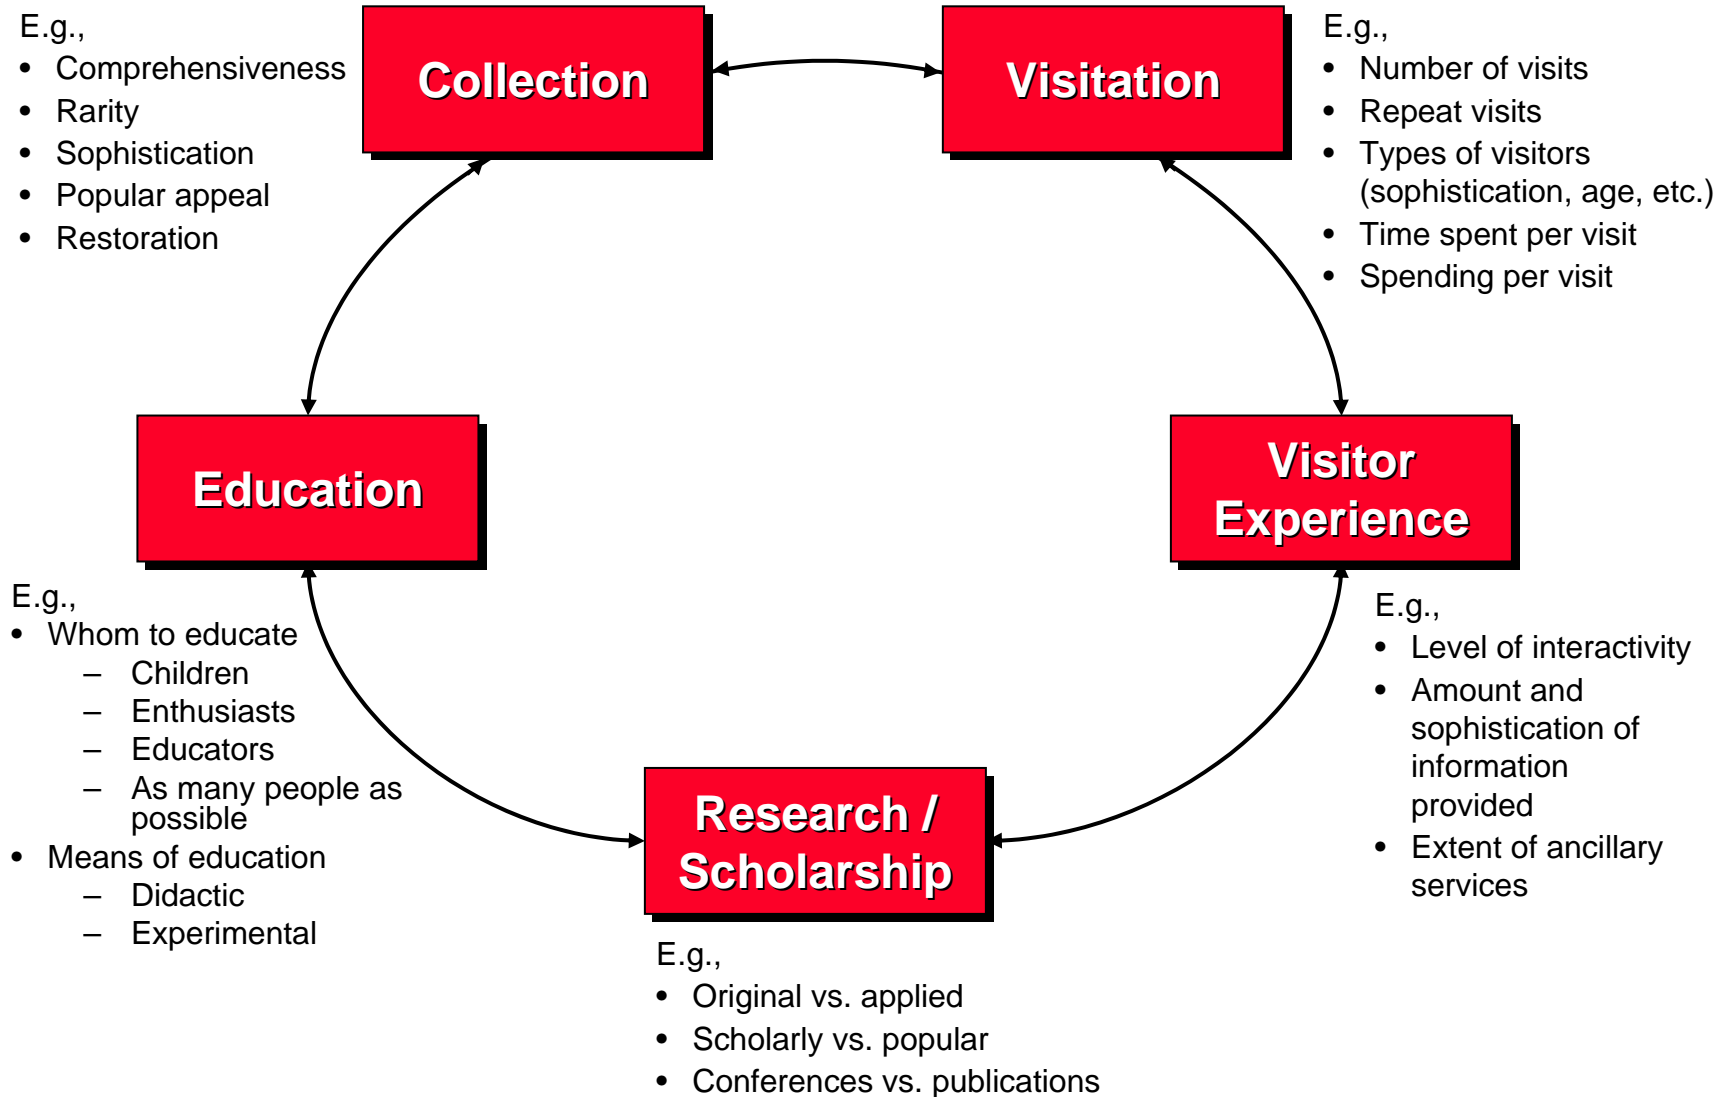 E.g.,
• Comprehensiveness
• Rarity
• Sophistication
• Popular appeal
• Restoration
Collection
Visitation
E.g.,
• Number of visits
• Repeat visits
• Types of visitors
(sophistication, age, etc.)
• Time spent per visit
• Spending per visit
Education
Visitor
Experience
E.g.,
• Whom to educate
– Children
– Enthusiasts
– Educators
– As many people as
possible
• Means of education
– Didactic
– Experimental
Research /
Scholarship
E.g.,
• Original vs. applied
• Scholarly vs. popular
• Conferences vs. publications
E.g.,
• Level of interactivity
• Amount and
sophistication of
information
provided
• Extent of ancillary
services